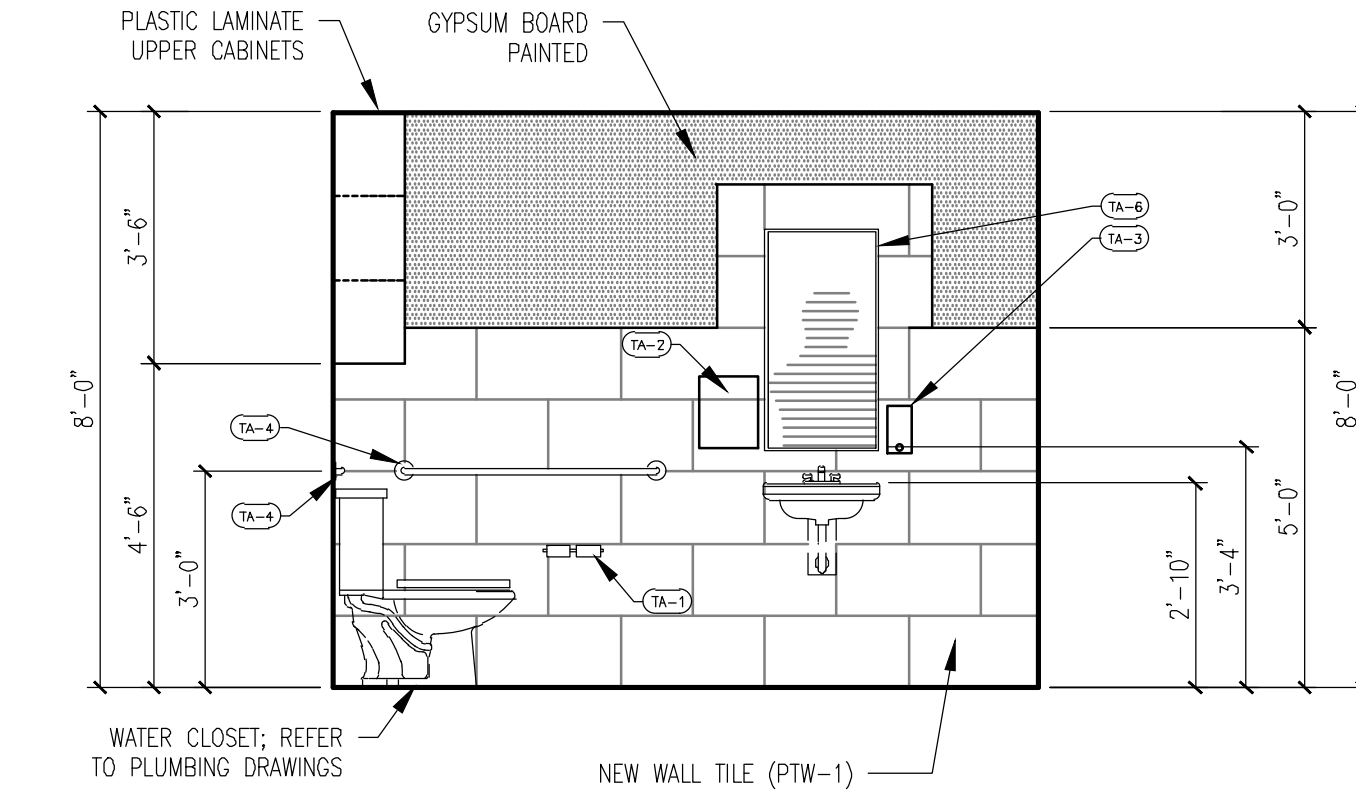 PLASTIC LAMINATE
UPPER CABINETS
GYPSUM BOARD
PAINTED
TA-6
TA-3
TA-2
TA-4
TA-4
TA-1
8'-0"
3'-6"
4'-6"
3'-0"
3'-0"
5'-0"
8'-0"
2'-10"
3'-4"
WATER CLOSET; REFER
TO PLUMBING DRAWINGS
NEW WALL TILE (PTW-1)